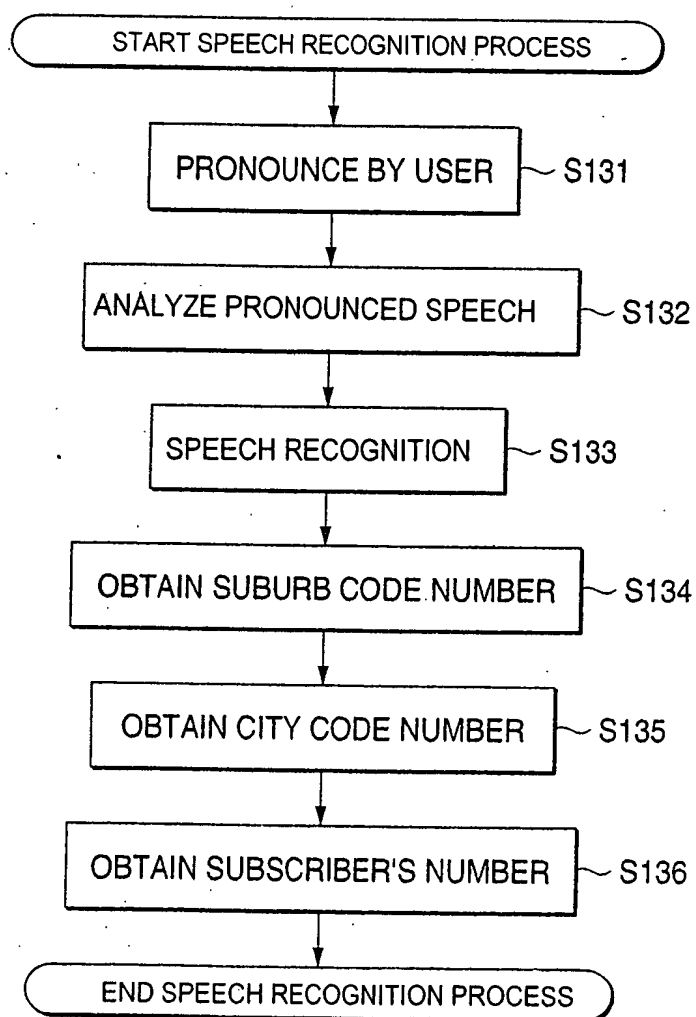 START SPEECH RECOGNITION PROCESS
PRONOUNCE BY USER S131
ANALYZE PRONOUNCED SPEECH S132
SPEECH RECOGNITION S133
OBTAIN SUBURB CODE NUMBER S134
OBTAIN CITY CODE NUMBER S135
OBTAIN SUBSCRIBER'S NUMBER S136
END SPEECH RECOGNITION PROCESS